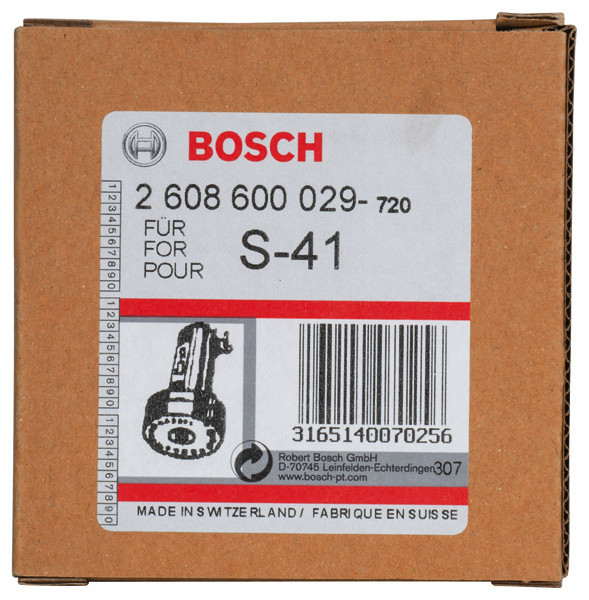 BOSCH
2 608 600 029- 720
FÜR
FOR
POUR
S-41
1234567890123456789012345678901234567890
3165140070256
Robert Bosch GmbH
D-70745 Leinfelden-Echterdingen 307
www.bosch-pt.com
MADE IN SWITZERLAND / FABRIQUE EN SUISSE